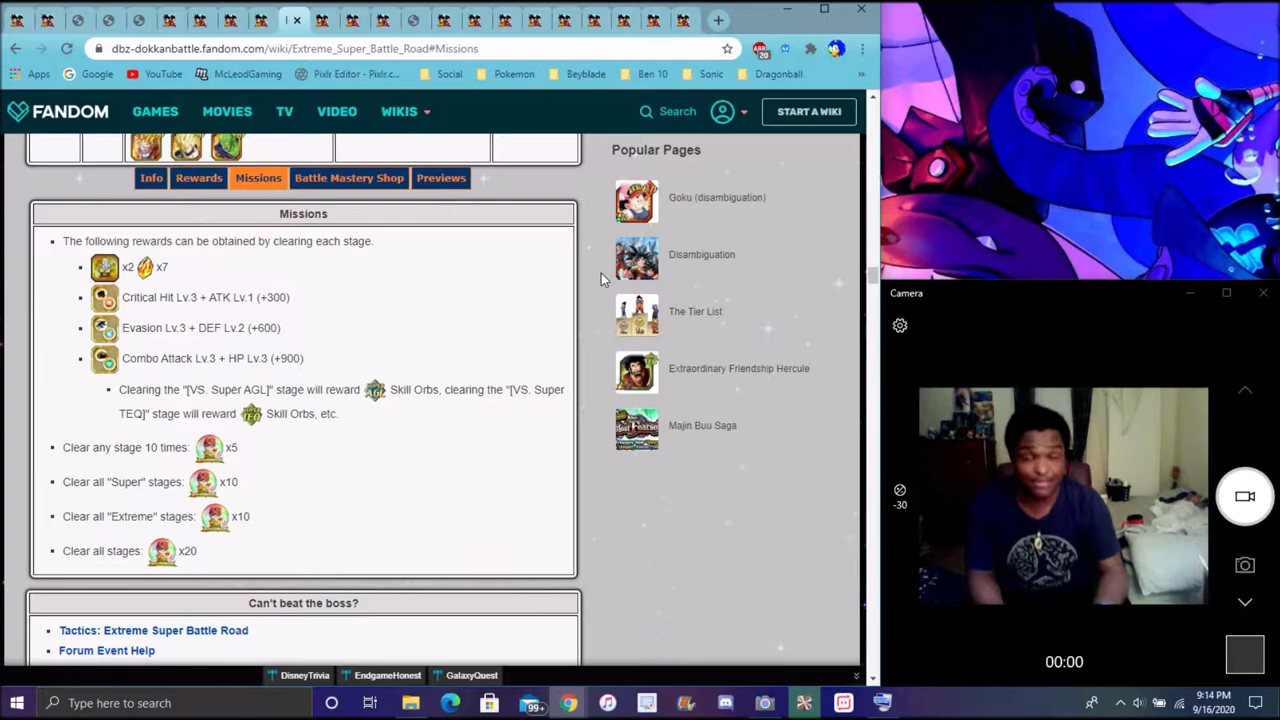 dbz-dokkanbattle.fandom.com/wiki/Extreme_Super_Battle_Road#Missions
20
Apps Google YouTube McLeodGaming Pixlr Editor - Pixlr.c... Social Pokemon Beyblade Ben 10 Sonic Dragonball »
FANDOM GAMES MOVIES TV VIDEO WIKIS Search START A WIKI
Info Rewards Missions Battle Mastery Shop Previews
Missions
The following rewards can be obtained by clearing each stage.
x2 x7
Critical Hit Lv.3 + ATK Lv.1 (+300)
Evasion Lv.3 + DEF Lv.2 (+600)
Combo Attack Lv.3 + HP Lv.3 (+900)
Clearing the "[VS. Super AGL]" stage will reward AGL Skill Orbs, clearing the "[VS. Super
TEQ]" stage will reward TEQ Skill Orbs, etc.
Clear any stage 10 times: x5
Clear all "Super" stages: x10
Clear all "Extreme" stages: x10
Clear all stages: x20
Can't beat the boss?
Tactics: Extreme Super Battle Road
Forum Event Help
Popular Pages
Goku (disambiguation)
Disambiguation
The Tier List
Extraordinary Friendship Hercule
Majin Buu Saga
DisneyTrivia EndgameHonest GalaxyQuest
Camera
-30
00:00
Type here to search
99+
9:14 PM
9/16/2020